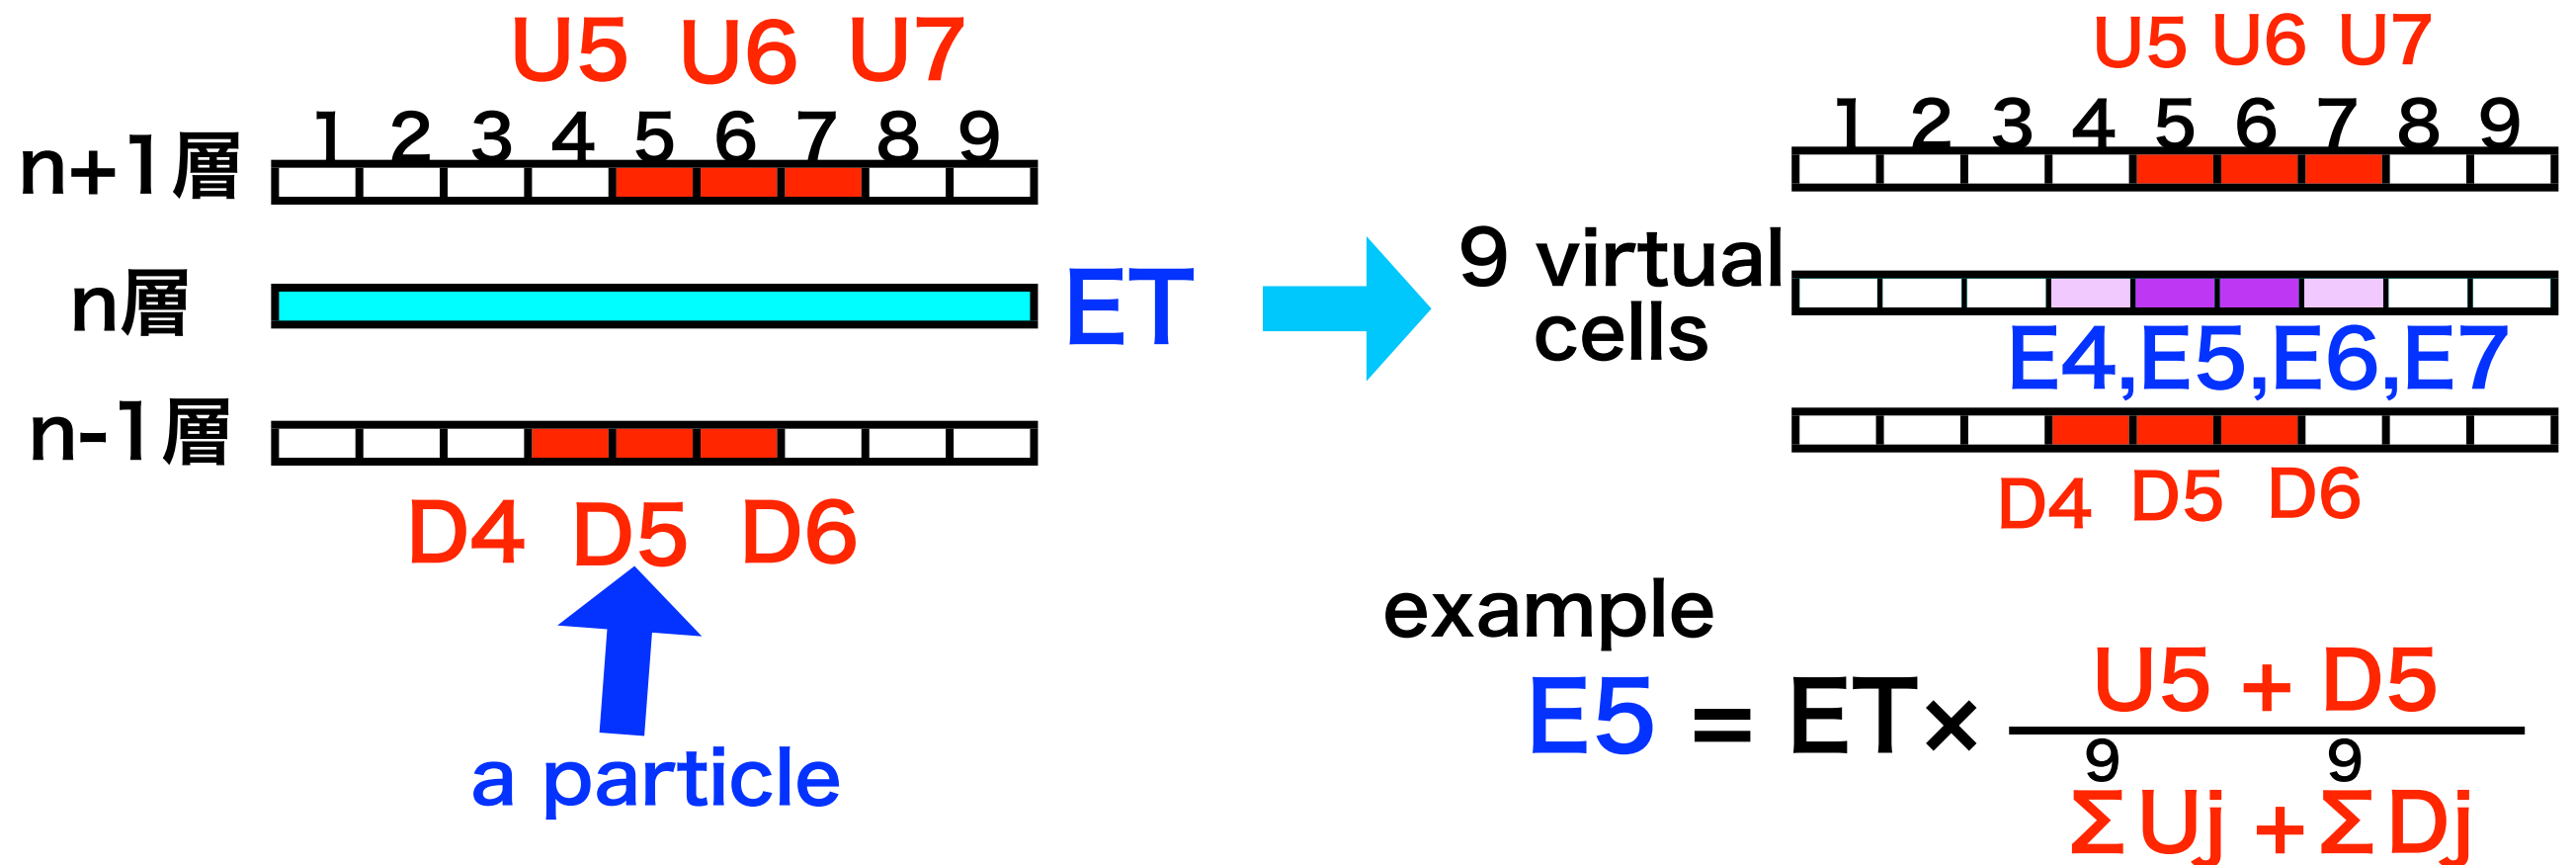 U5 U6 U7
1 2 3 4 5 6 7 8 9
n+1層
n層
ET
n-1層
D4 D5 D6
a particle
U5 U6 U7
1 2 3 4 5 6 7 8 9
9 virtual
cells
E4,E5,E6,E7
D4 D5 D6
example
E5 = ET×
U5 + D5
9 9
ΣUj +ΣDj